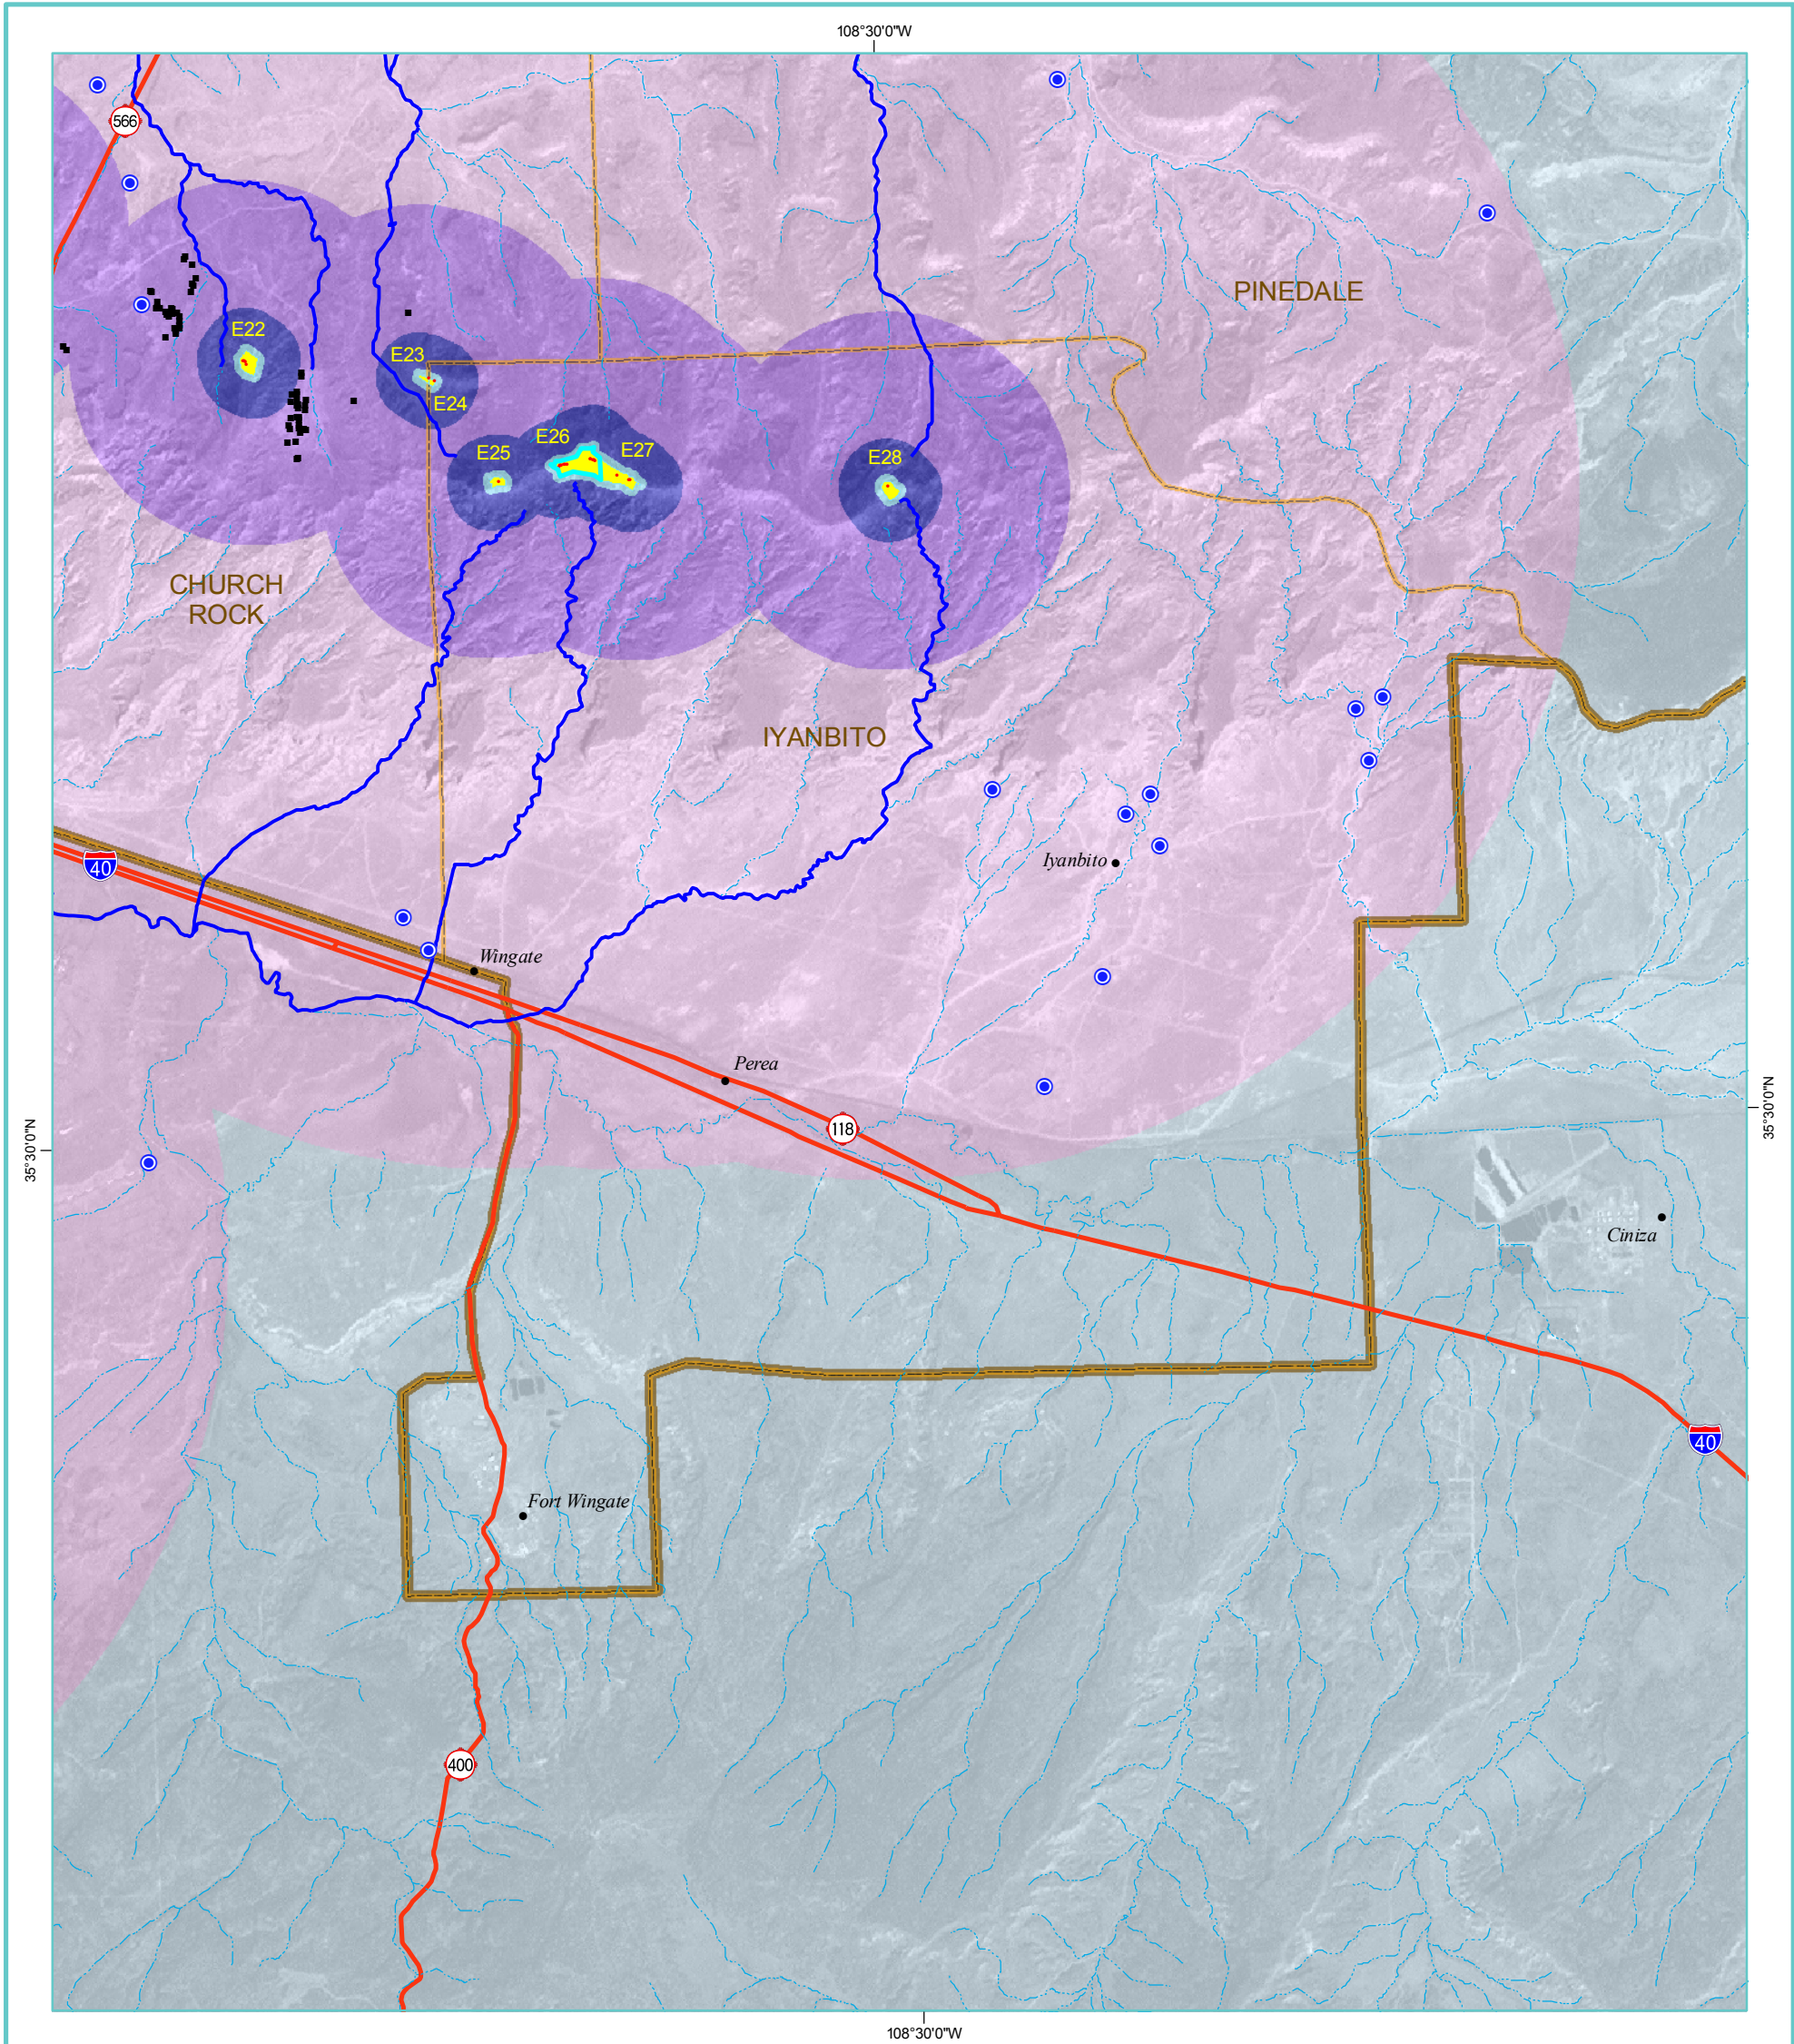 108°30'0"W
566
PINEDALE
E22
E23
E24
E25
E26
E27
E28
CHURCH
ROCK
IYANBITO
40
Iyanbito
Wingate
Perea
118
35°30'0"N
35°30'0"N
Ciniza
40
Fort Wingate
400
108°30'0"W